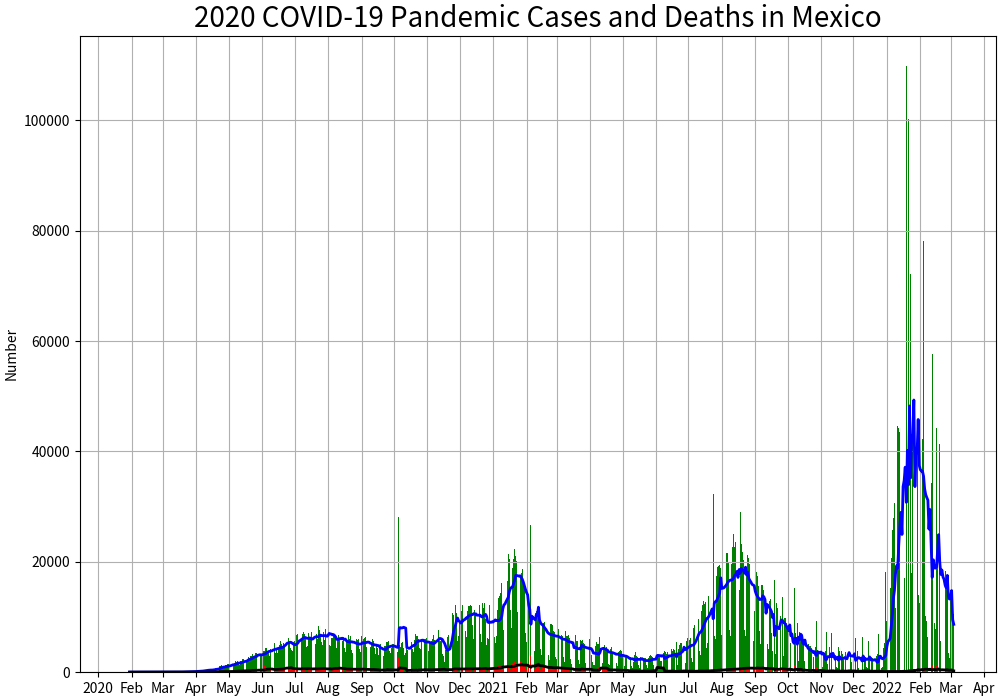 2020 COVID-19 Pandemic Cases and Deaths in Mexico
Number
100000
80000
60000
40000
20000
0
2020 Feb Mar Apr May Jun Jul Aug Sep Oct Nov Dec 2021 Feb Mar Apr May Jun Jul Aug Sep Oct Nov Dec 2022 Feb Mar Apr